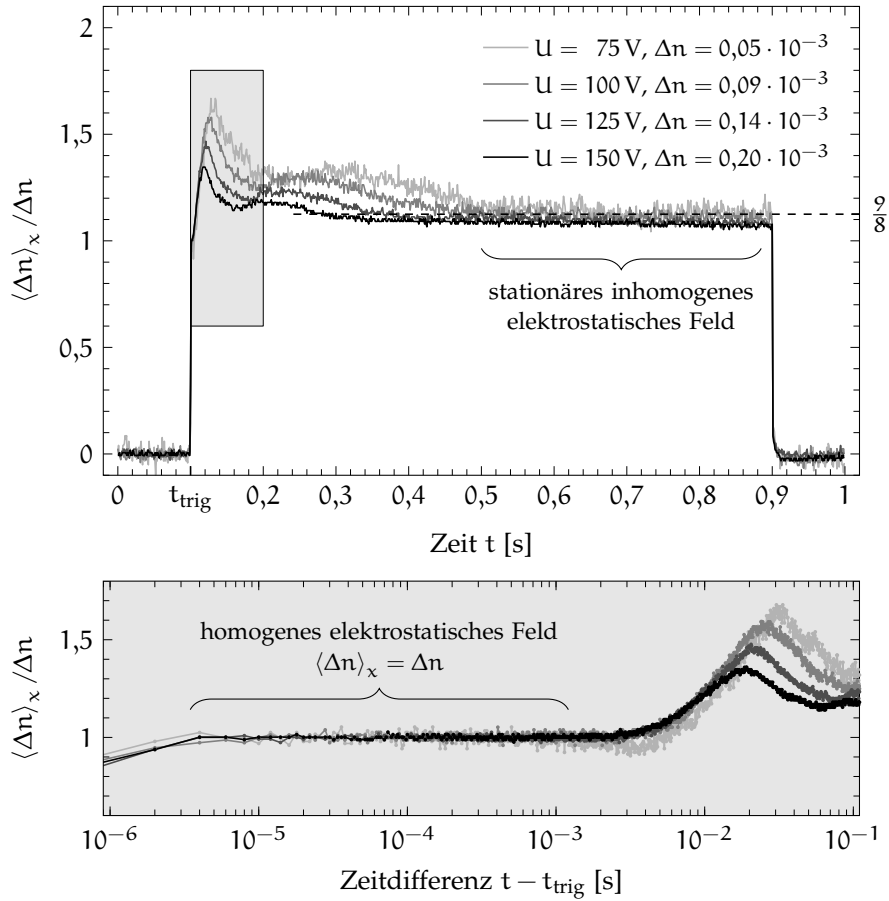 2
1,5
1
0,5
0
⟨Δn⟩ₓ/Δn
U = 75 V, Δn = 0,05 · 10⁻³
U = 100 V, Δn = 0,09 · 10⁻³
U = 125 V, Δn = 0,14 · 10⁻³
U = 150 V, Δn = 0,20 · 10⁻³
9/8
stationäres inhomogenes
elektrostatisches Feld
0 t_trig 0,2 0,3 0,4 0,5 0,6 0,7 0,8 0,9 1
Zeit t [s]
1,5
1
⟨Δn⟩ₓ/Δn
homogenes elektrostatisches Feld
⟨Δn⟩ₓ = Δn
10⁻⁶ 10⁻⁵ 10⁻⁴ 10⁻³ 10⁻² 10⁻¹
Zeitdifferenz t − t_trig [s]